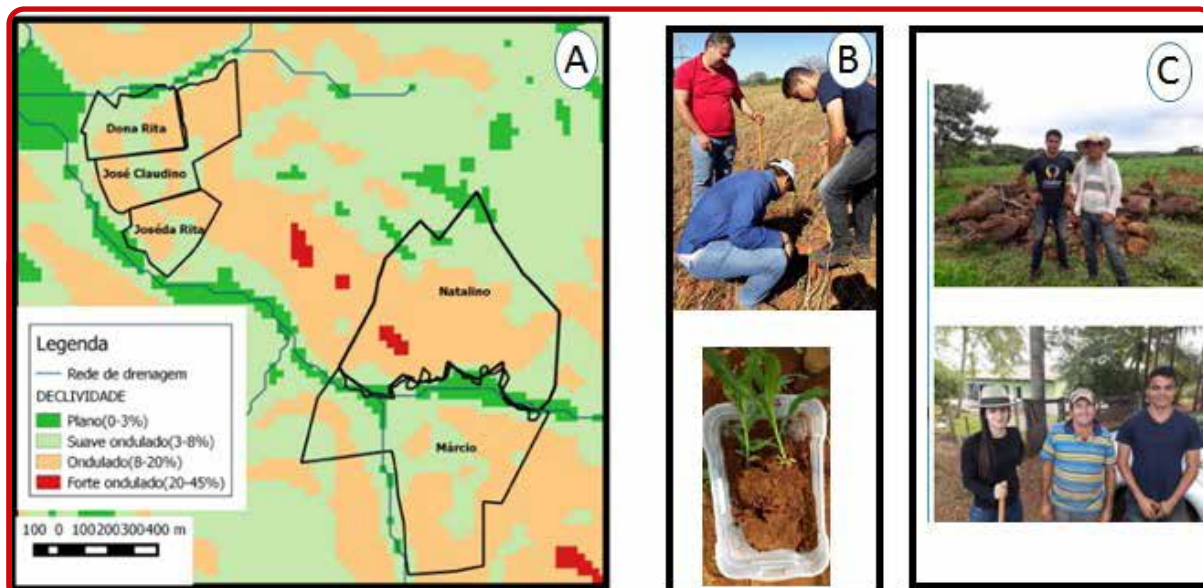 A
Dona Rita
José Claudino
Joséda Rita
Natalino
Márcio
Legenda
Rede de drenagem
DECLIVIDADE
Plano(0-3%)
Suave ondulado(3-8%)
Ondulado(8-20%)
Forte ondulado(20-45%)
100 0 100200300400 m
B
C